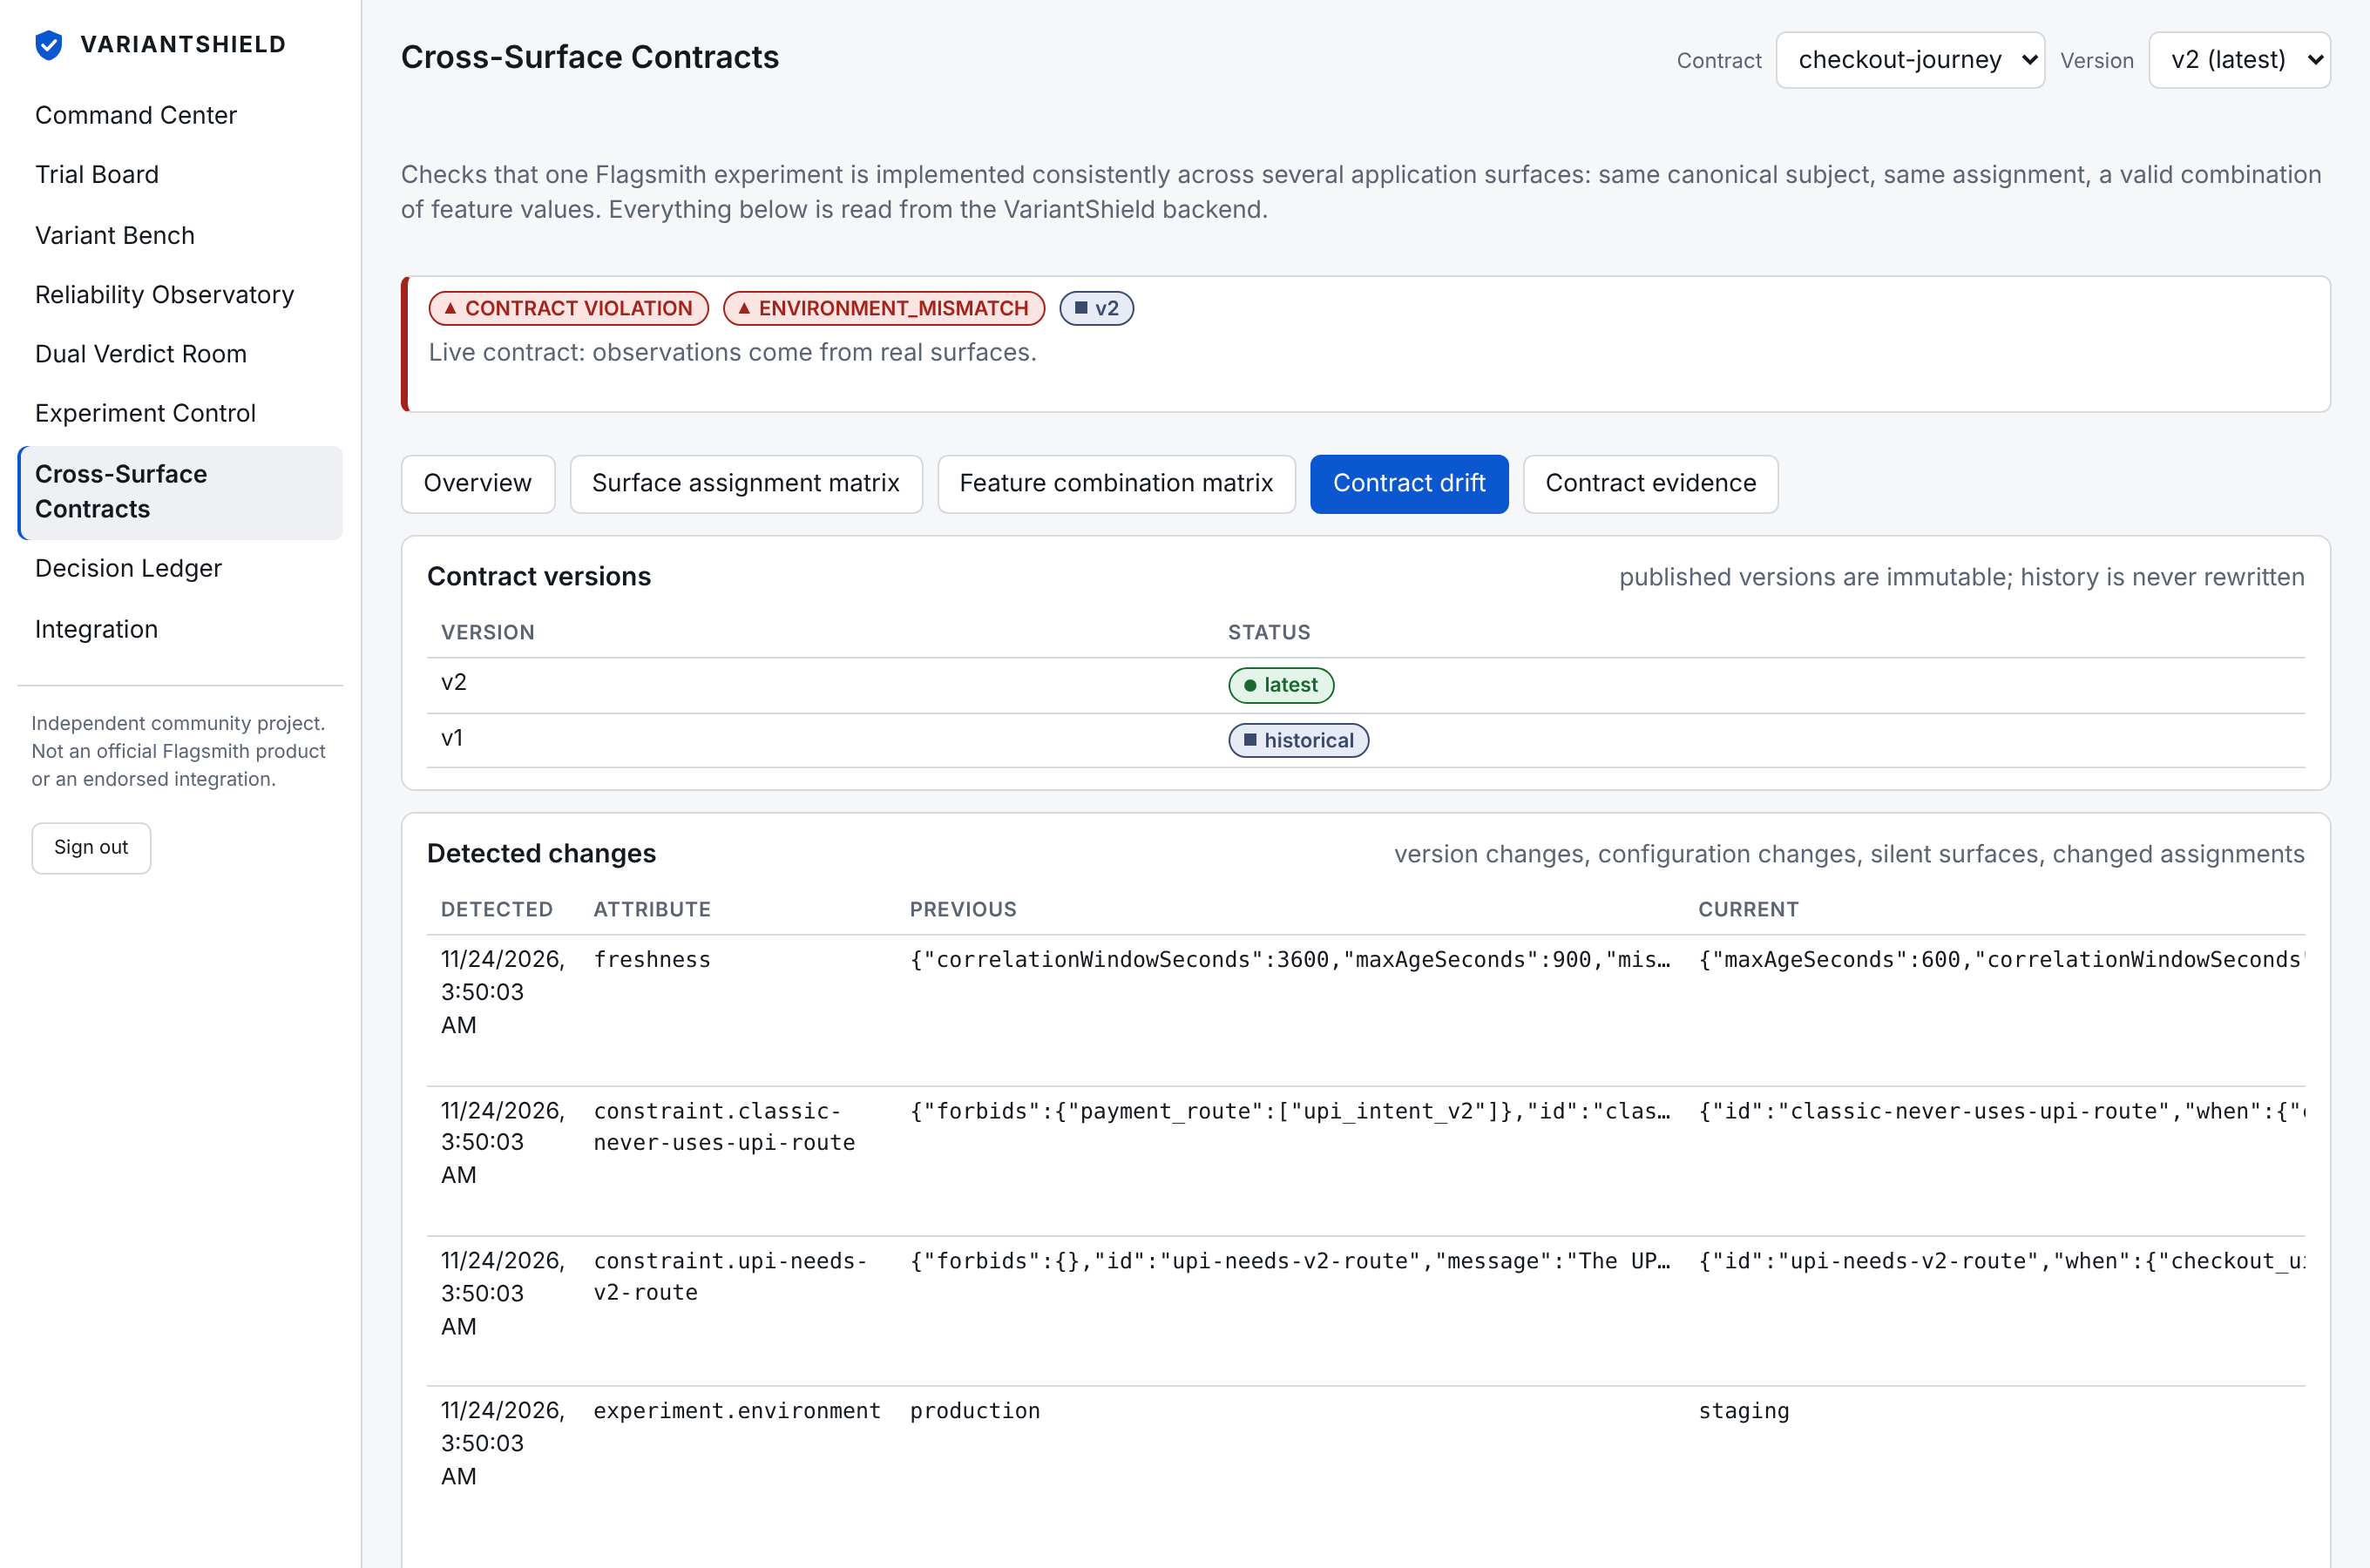 VARIANTSHIELD
Command Center
Trial Board
Variant Bench
Reliability Observatory
Dual Verdict Room
Experiment Control
Cross-Surface
Contracts
Decision Ledger
Integration
Independent community project.
Not an official Flagsmith product
or an endorsed integration.
Sign out
Cross-Surface Contracts
Contract checkout-journey Version v2 (latest)
Checks that one Flagsmith experiment is implemented consistently across several application surfaces: same canonical subject, same assignment, a valid combination
of feature values. Everything below is read from the VariantShield backend.
▲ CONTRACT VIOLATION ▲ ENVIRONMENT_MISMATCH ■ v2
Live contract: observations come from real surfaces.
Overview Surface assignment matrix Feature combination matrix Contract drift Contract evidence
Contract versions published versions are immutable; history is never rewritten
VERSION STATUS
v2 ● latest
v1 ■ historical
Detected changes version changes, configuration changes, silent surfaces, changed assignments
DETECTED ATTRIBUTE PREVIOUS CURRENT
11/24/2026, freshness {"correlationWindowSeconds":3600,"maxAgeSeconds":900,"mis… {"maxAgeSeconds":600,"correlationWindowSeconds"
3:50:03
AM
11/24/2026, constraint.classic- {"forbids":{"payment_route":["upi_intent_v2"]},"id":"clas… {"id":"classic-never-uses-upi-route","when":{"
3:50:03 never-uses-upi-route
AM
11/24/2026, constraint.upi-needs- {"forbids":{},"id":"upi-needs-v2-route","message":"The UP… {"id":"upi-needs-v2-route","when":{"checkout_u
3:50:03 v2-route
AM
11/24/2026, experiment.environment production staging
3:50:03
AM